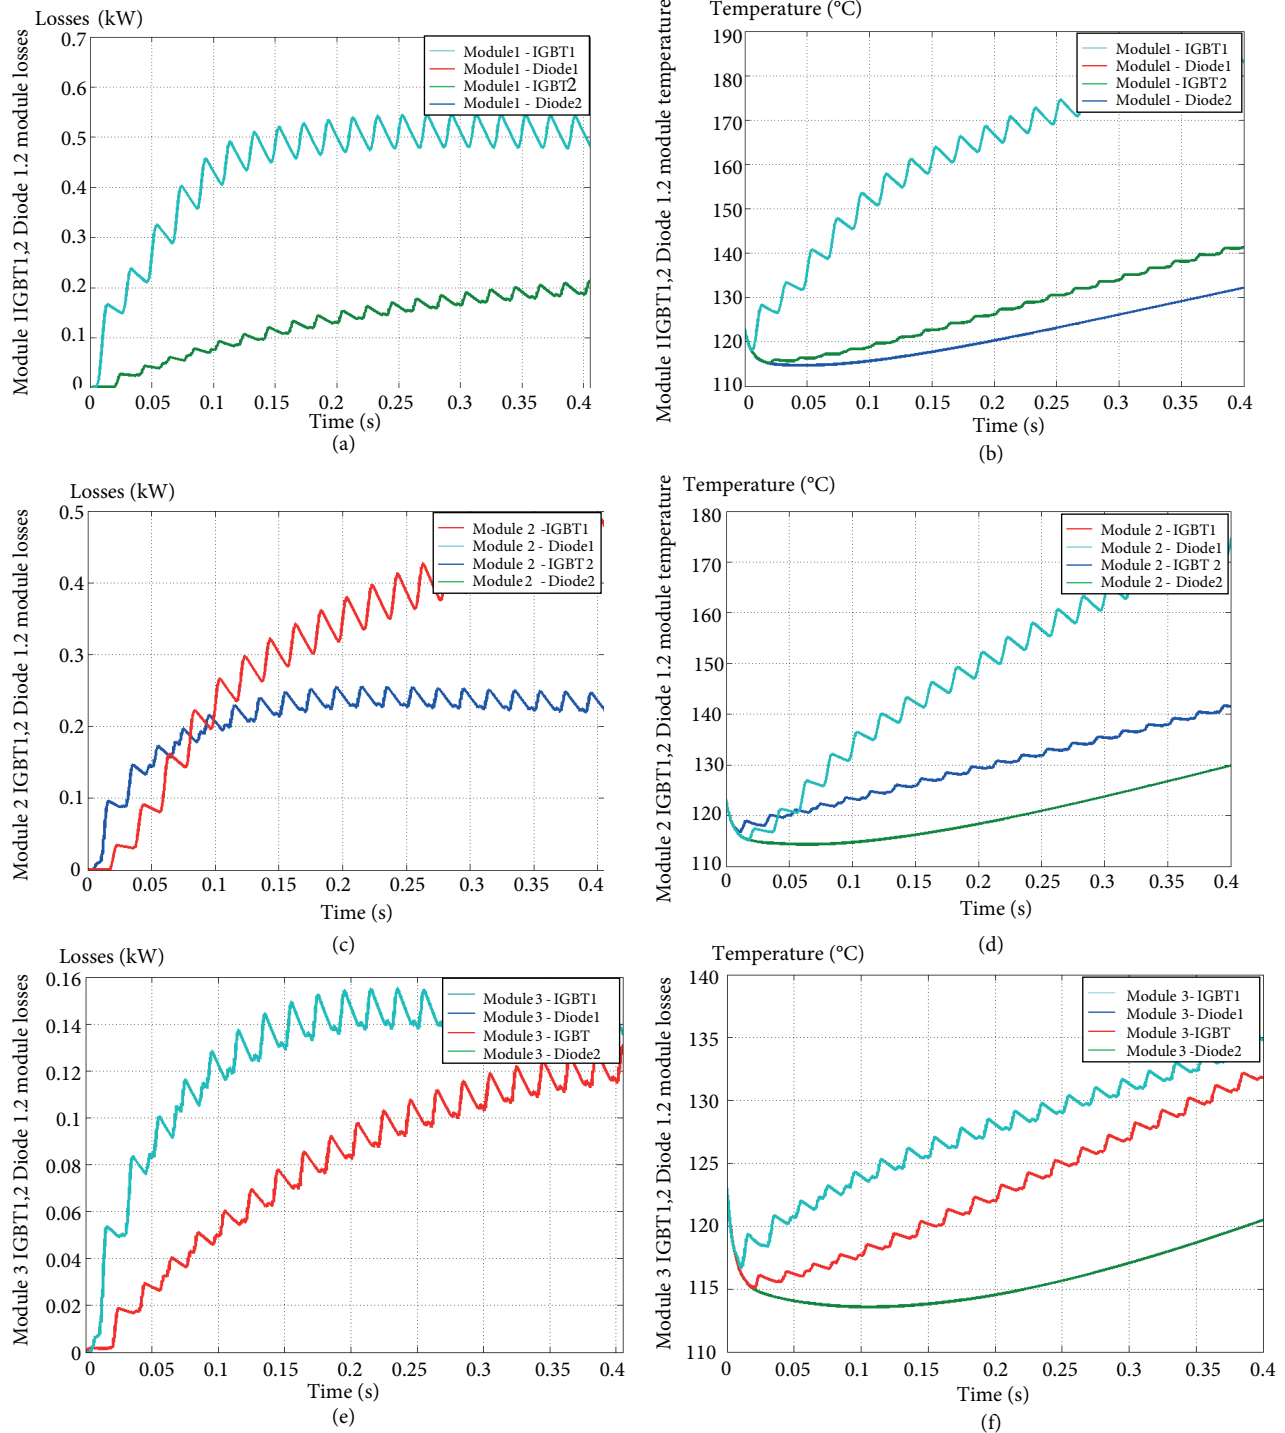 Losses (kW)
Module 1IGBT1,2 Diode 1.2 module losses
0.7
0.6
0.5
0.4
0.3
0.2
0.1
0
Module1 - IGBT1
Module1 - Diode1
Module1 - IGBT2
Module1 - Diode2
0 0.05 0.1 0.15 0.2 0.25 0.3 0.35 0.4
Time (s)
(a)
Temperature (°C)
Module 1IGBT1,2 Diode 1.2 module temperature
190
180
170
160
150
140
130
120
110
Module1 - IGBT1
Module1 - Diode1
Module1 - IGBT2
Module1 - Diode2
0 0.05 0.1 0.15 0.2 0.25 0.3 0.35 0.4
Time (s)
(b)
Losses (kW)
Module 2 IGBT1,2 Diode 1.2 module losses
0.5
0.4
0.3
0.2
0.1
0
Module 2 -IGBT1
Module 2 - Diode1
Module 2 - IGBT2
Module 2 - Diode2
0 0.05 0.1 0.15 0.2 0.25 0.3 0.35 0.4
Time (s)
(c)
Temperature (°C)
Module 2 IGBT1,2 Diode 1.2 module temperature
180
170
160
150
140
130
120
110
Module 2 - IGBT1
Module 2 - Diode1
Module 2 - IGBT 2
Module 2 - Diode2
0 0.05 0.1 0.15 0.2 0.25 0.3 0.35 0.4
Time (s)
(d)
Losses (kW)
Module 3 IGBT1,2 Diode 1.2 module losses
0.16
0.14
0.12
0.1
0.08
0.06
0.04
0.02
0
Module 3 - IGBT1
Module 3 - Diode1
Module 3 - IGBT
Module 3 - Diode2
0 0.05 0.1 0.15 0.2 0.25 0.3 0.35 0.4
Time (s)
(e)
Temperature (°C)
Module 3 IGBT1,2 Diode 1.2 module losses
140
135
130
125
120
115
110
Module 3- IGBT1
Module 3- Diode1
Module 3-IGBT
Module 3 -Diode2
0 0.05 0.1 0.15 0.2 0.25 0.3 0.35 0.4
Time (s)
(f)